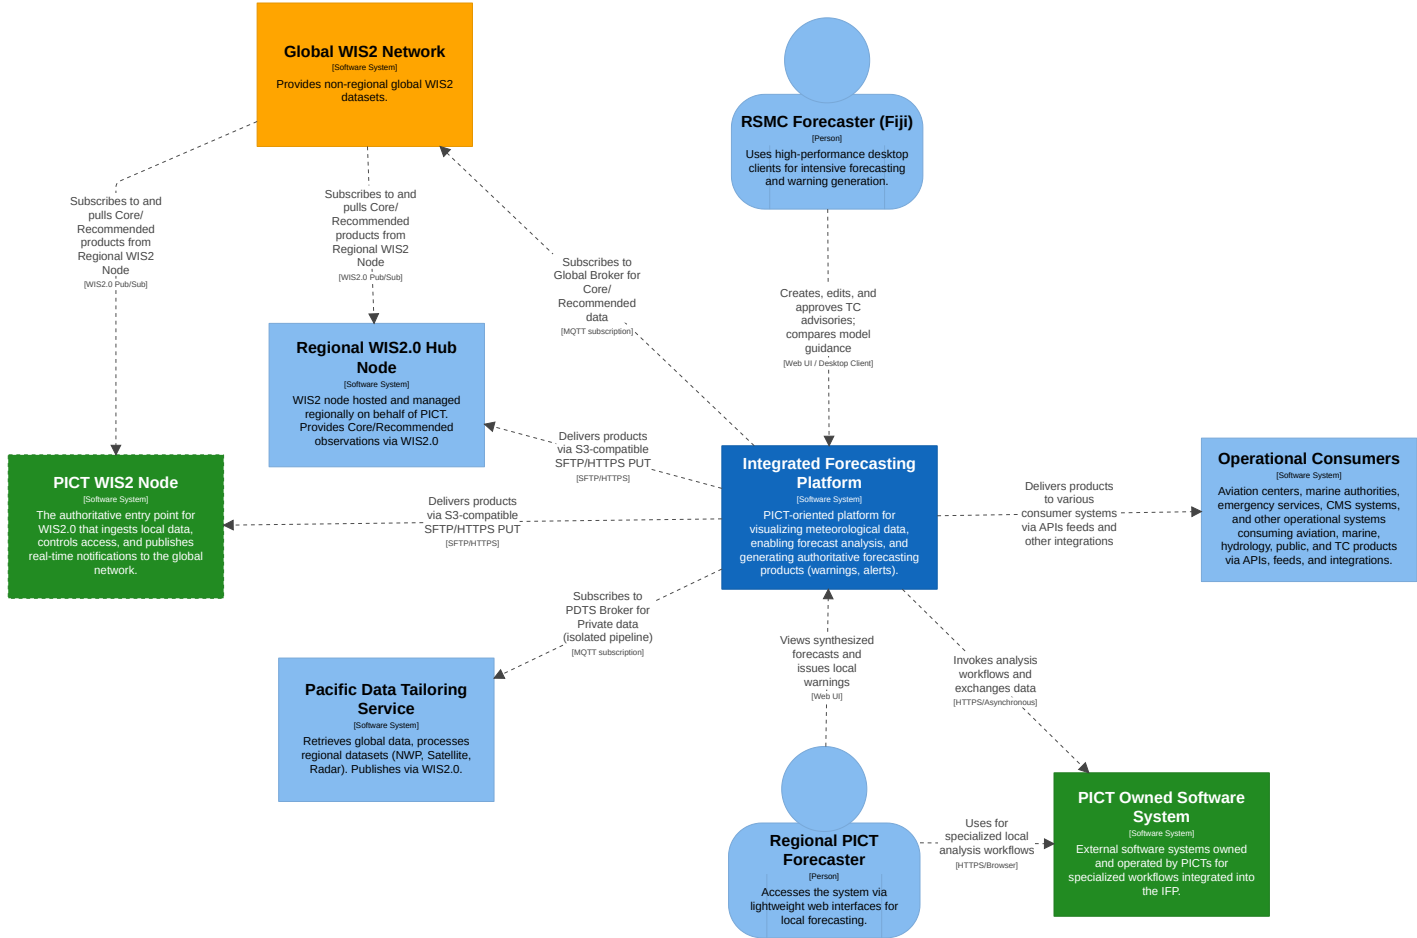 Global WIS2 Network
[Software System]
Provides non-regional global WIS2
datasets.
RSMC Forecaster (Fiji)
[Person]
Uses high-performance desktop
clients for intensive forecasting
and warning generation.
Subscribes to and
pulls Core/
Recommended
products from
Regional WIS2
Node
[WIS2.0 Pub/Sub]
Subscribes to and
pulls Core/
Recommended
products from
Regional WIS2
Node
[WIS2.0 Pub/Sub]
Subscribes to
Global Broker for
Core/
Recommended
data
[MQTT subscription]
Creates, edits, and
approves TC
advisories;
compares model
guidance
[Web UI / Desktop Client]
Regional WIS2.0 Hub
Node
[Software System]
WIS2 node hosted and managed
regionally on behalf of PICT.
Provides Core/Recommended
observations via WIS2.0
Delivers products
via S3-compatible
SFTP/HTTPS PUT
[SFTP/HTTPS]
PICT WIS2 Node
[Software System]
The authoritative entry point for
WIS2.0 that ingests local data,
controls access, and publishes
real-time notifications to the global
network.
Delivers products
via S3-compatible
SFTP/HTTPS PUT
[SFTP/HTTPS]
Integrated Forecasting
Platform
[Software System]
PICT-oriented platform for
visualizing meteorological data,
enabling forecast analysis, and
generating authoritative forecasting
products (warnings, alerts).
Delivers products
to various
consumer systems
via APIs feeds and
other integrations
Operational Consumers
[Software System]
Aviation centers, marine authorities,
emergency services, CMS systems,
and other operational systems
consuming aviation, marine,
hydrology, public, and TC products
via APIs, feeds, and integrations.
Subscribes to
PDTS Broker for
Private data
(isolated pipeline)
[MQTT subscription]
Views synthesized
forecasts and
issues local
warnings
[Web UI]
Invokes analysis
workflows and
exchanges data
[HTTPS/Asynchronous]
Pacific Data Tailoring
Service
[Software System]
Retrieves global data, processes
regional datasets (NWP, Satellite,
Radar). Publishes via WIS2.0.
Regional PICT
Forecaster
[Person]
Accesses the system via
lightweight web interfaces for
local forecasting.
Uses for
specialized local
analysis workflows
[HTTPS/Browser]
PICT Owned Software
System
[Software System]
External software systems owned
and operated by PICTs for
specialized workflows integrated into
the IFP.